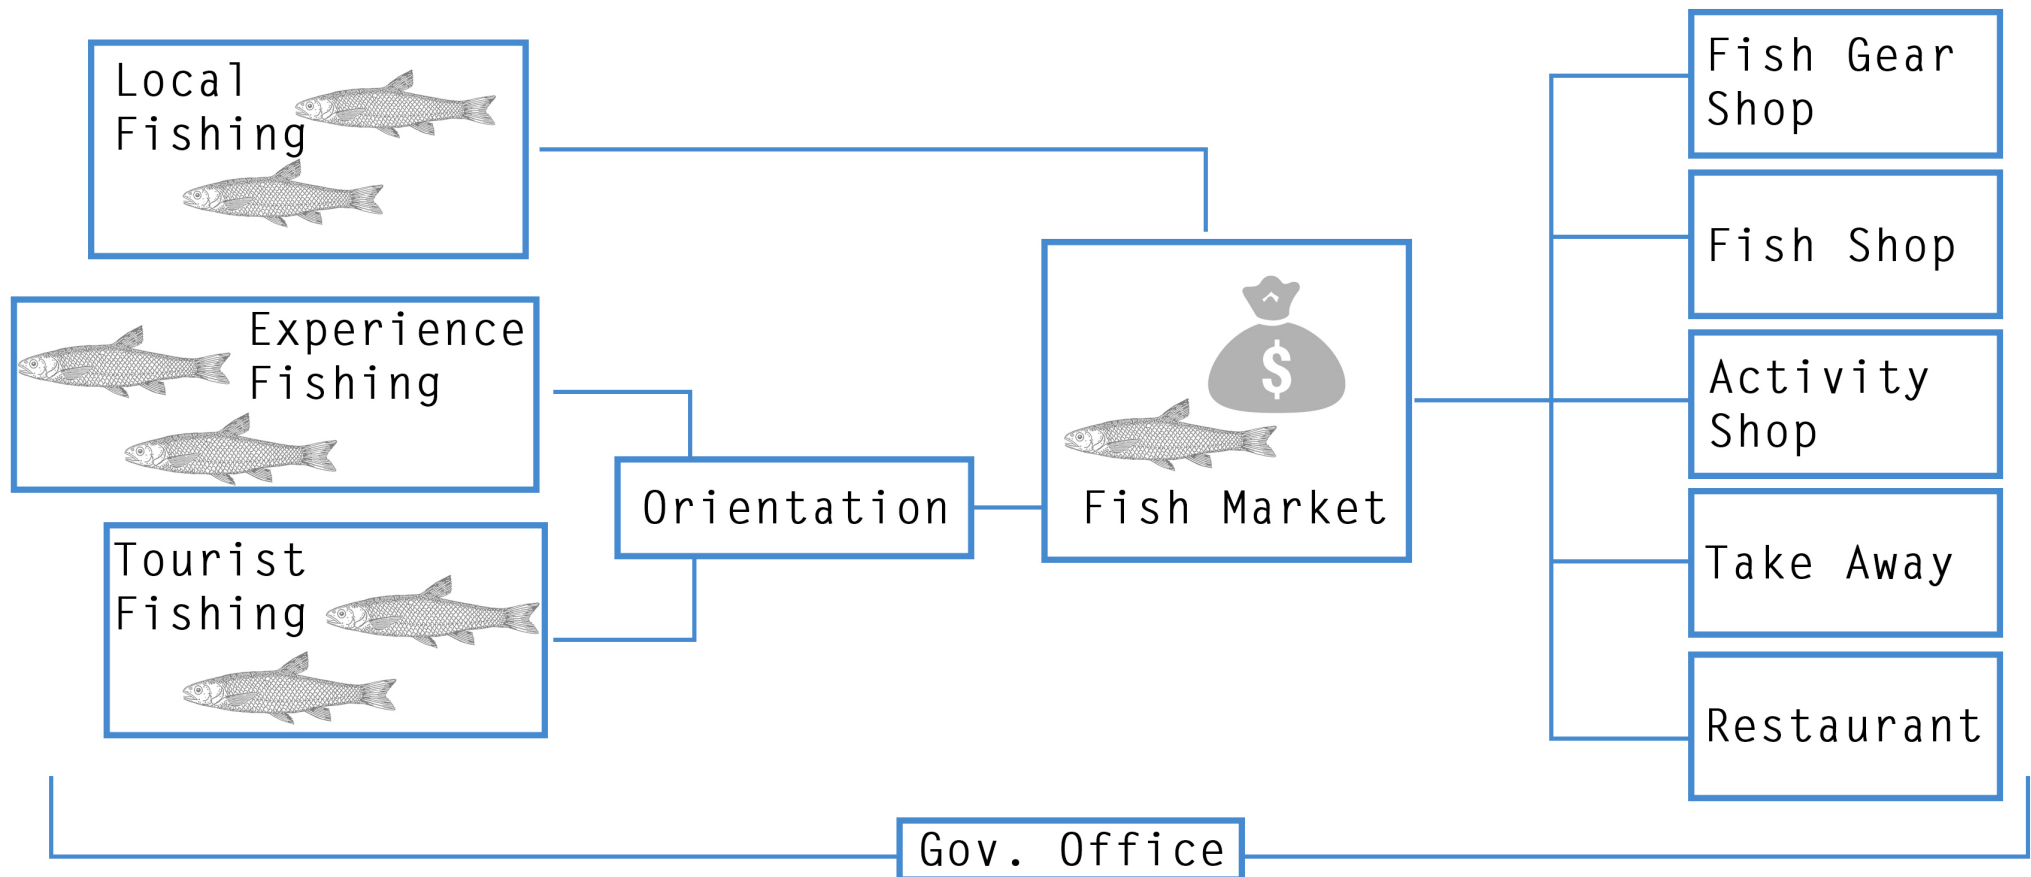 Local
Fishing
Experience
Fishing
Tourist
Fishing
Orientation
$
Fish Market
Fish Gear
Shop
Fish Shop
Activity
Shop
Take Away
Restaurant
Gov. Office